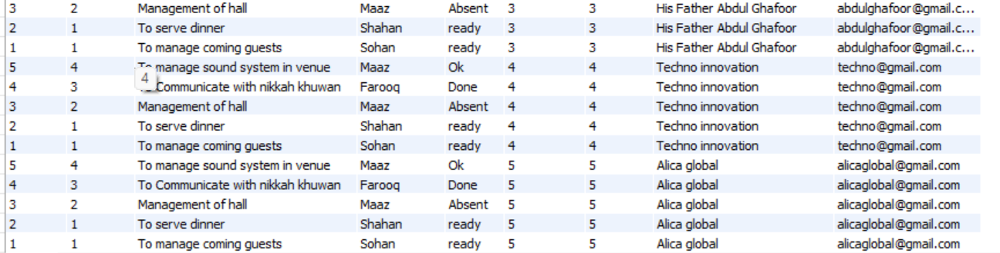 3 2 Management of hall Maaz Absent 3 3 His Father Abdul Ghafoor abdulghafoor@gmail.c...
2 1 To serve dinner Shahan ready 3 3 His Father Abdul Ghafoor abdulghafoor@gmail.c...
1 1 To manage coming guests Sohan ready 3 3 His Father Abdul Ghafoor abdulghafoor@gmail.c...
5 4 To manage sound system in venue Maaz Ok 4 4 Techno innovation techno@gmail.com
4
4 3 Communicate with nikkah khuwan Farooq Done 4 4 Techno innovation techno@gmail.com
3 2 Management of hall Maaz Absent 4 4 Techno innovation techno@gmail.com
2 1 To serve dinner Shahan ready 4 4 Techno innovation techno@gmail.com
1 1 To manage coming guests Sohan ready 4 4 Techno innovation techno@gmail.com
5 4 To manage sound system in venue Maaz Ok 5 5 Alica global alicaglobal@gmail.com
4 3 To Communicate with nikkah khuwan Farooq Done 5 5 Alica global alicaglobal@gmail.com
3 2 Management of hall Maaz Absent 5 5 Alica global alicaglobal@gmail.com
2 1 To serve dinner Shahan ready 5 5 Alica global alicaglobal@gmail.com
1 1 To manage coming guests Sohan ready 5 5 Alica global alicaglobal@gmail.com